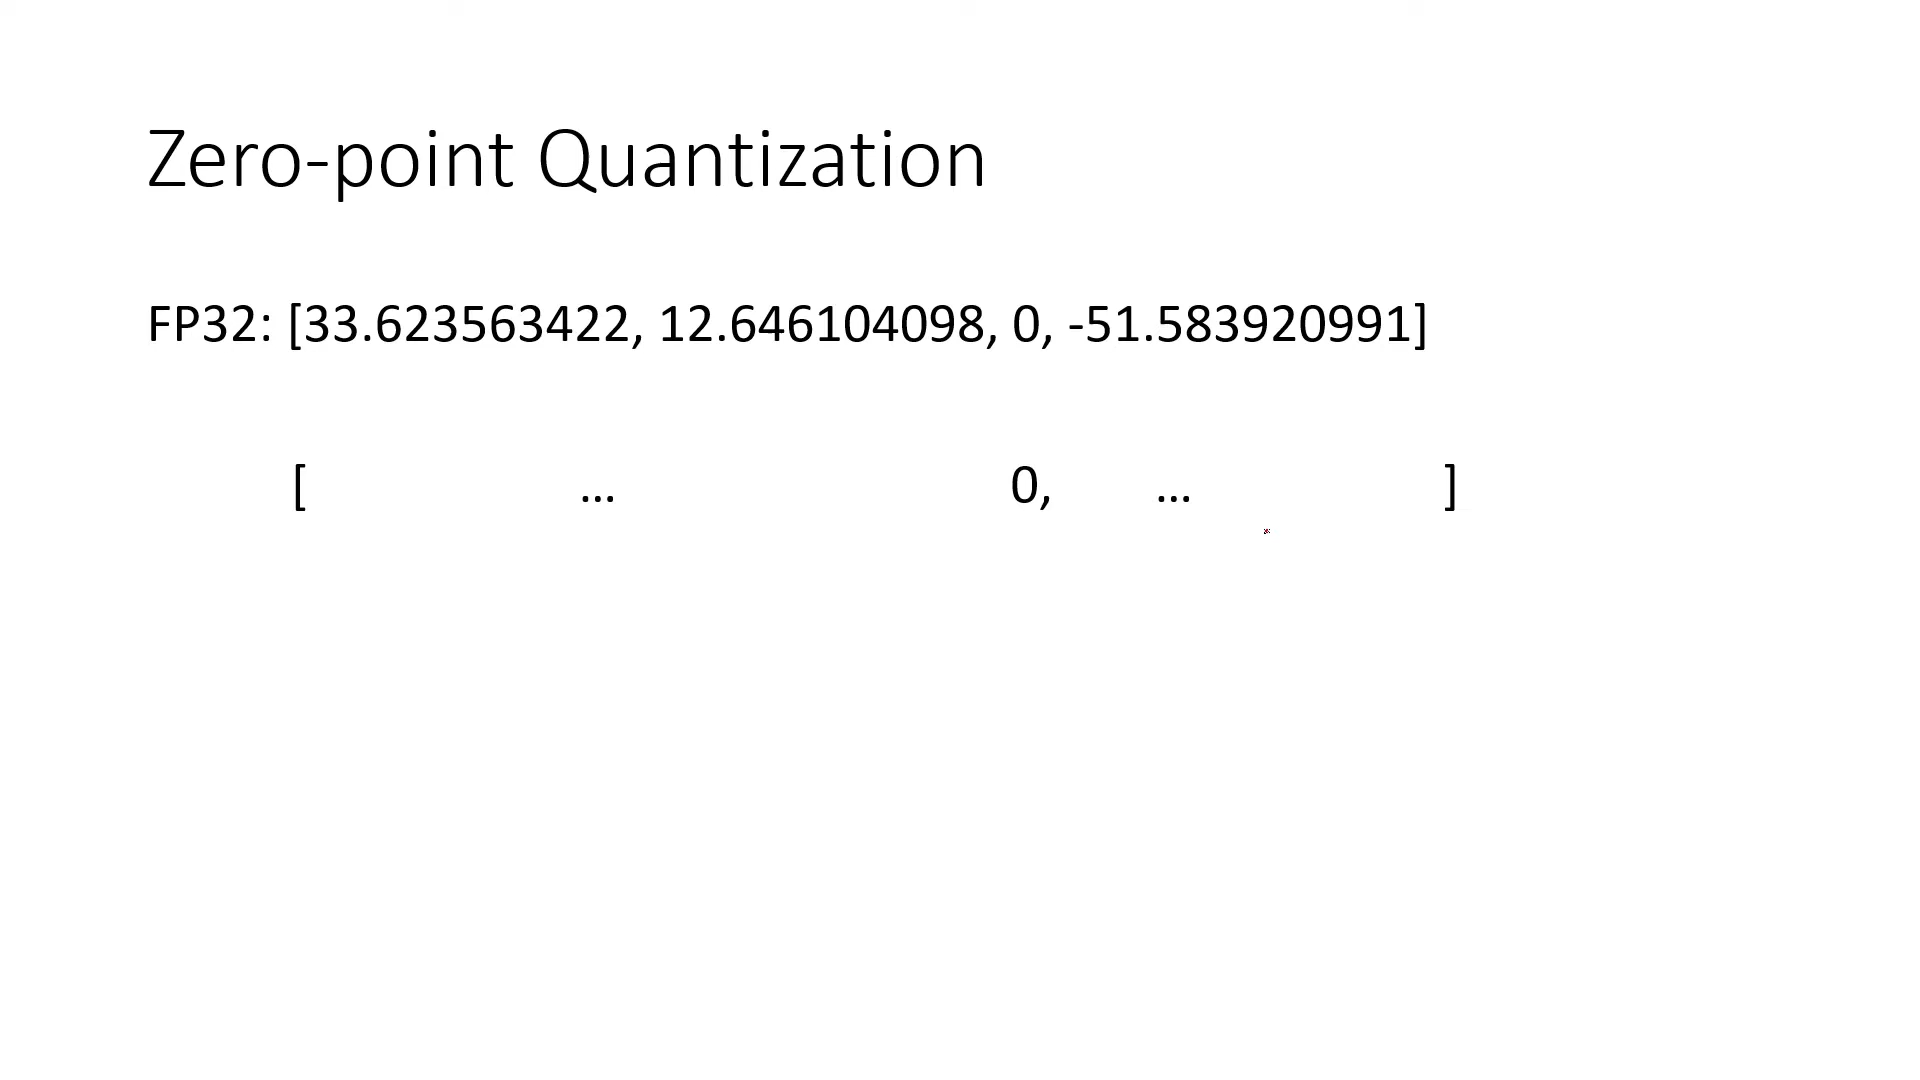 Zero-point Quantization
FP32: [33.623563422, 12.646104098, 0, -51.583920991]
[ ... 0, ... ]